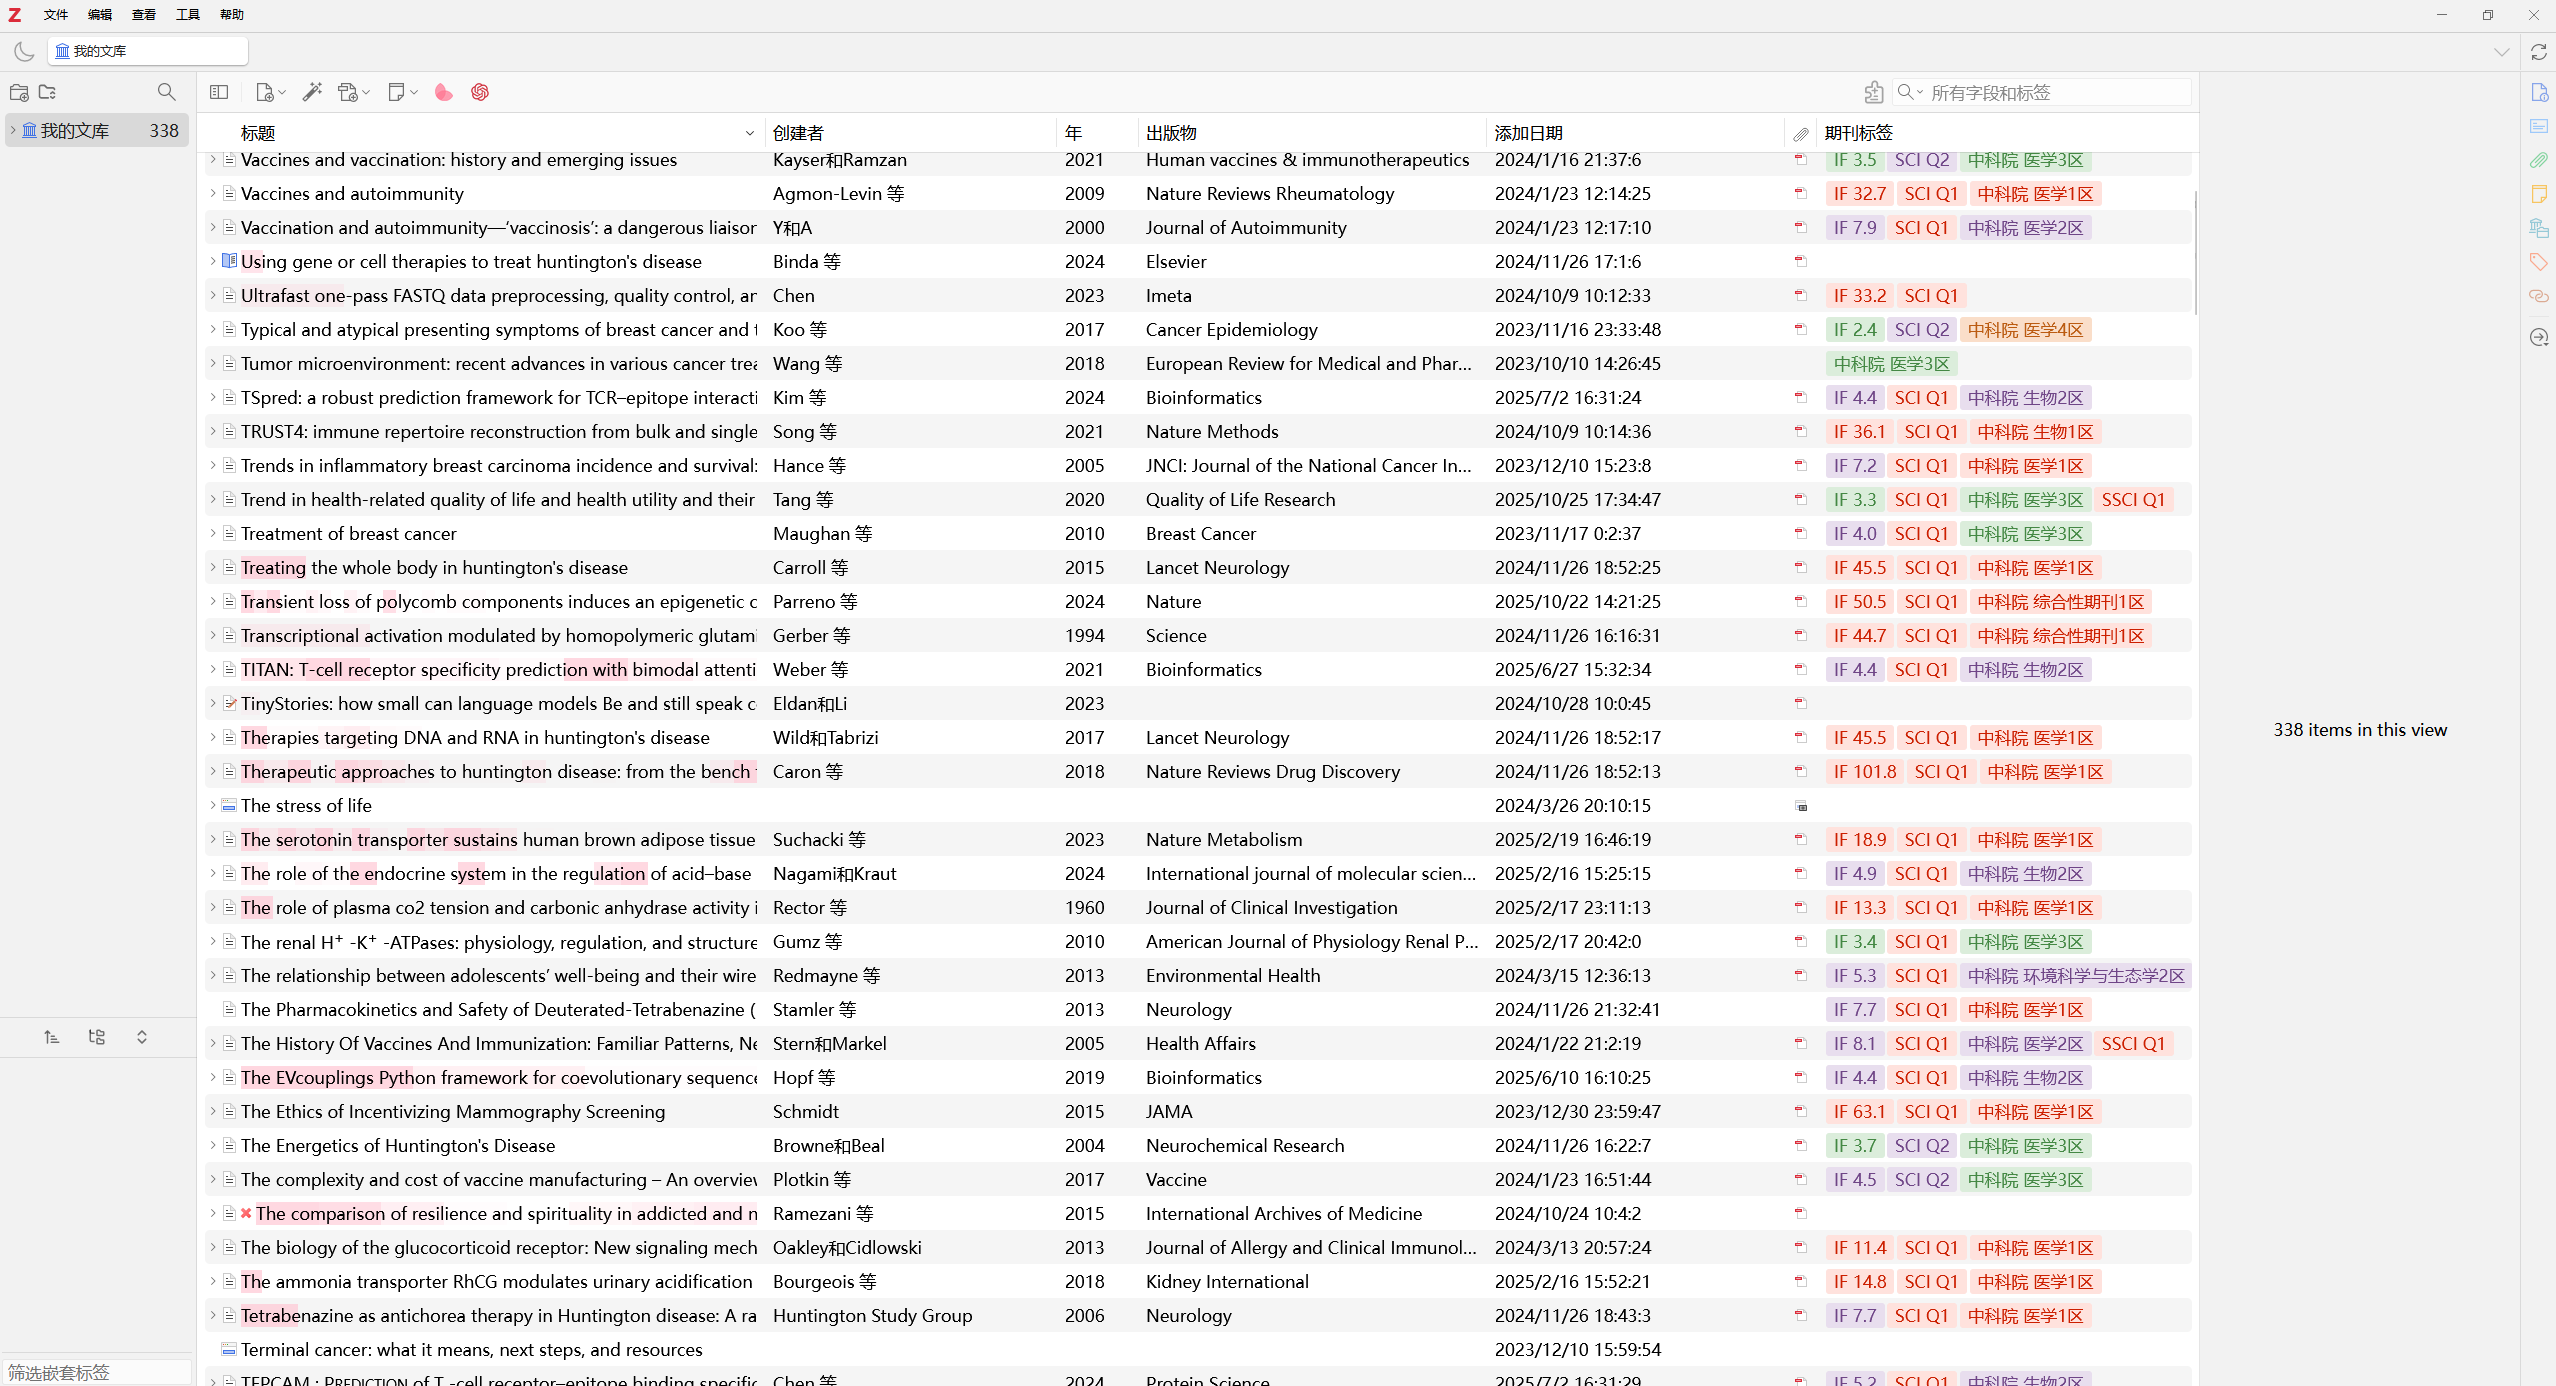 文件 编辑 查看 工具 帮助
我的文库
所有字段和标签
我的文库 338
标题 创建者 年 出版物 添加日期 期刊标签
Vaccines and vaccination: history and emerging issues Kayser和Ramzan 2021 Human vaccines & immunotherapeutics 2024/1/16 21:37:6 IF 3.5 SCI Q2 中科院 医学3区
Vaccines and autoimmunity Agmon-Levin 等 2009 Nature Reviews Rheumatology 2024/1/23 12:14:25 IF 32.7 SCI Q1 中科院 医学1区
Vaccination and autoimmunity—‘vaccinosis’: a dangerous liaison Y和A 2000 Journal of Autoimmunity 2024/1/23 12:17:10 IF 7.9 SCI Q1 中科院 医学2区
Using gene or cell therapies to treat huntington's disease Binda 等 2024 Elsevier 2024/11/26 17:1:6
Ultrafast one-pass FASTQ data preprocessing, quality control, ar Chen 2023 Imeta 2024/10/9 10:12:33 IF 33.2 SCI Q1
Typical and atypical presenting symptoms of breast cancer and t Koo 等 2017 Cancer Epidemiology 2023/11/16 23:33:48 IF 2.4 SCI Q2 中科院 医学4区
Tumor microenvironment: recent advances in various cancer trea Wang 等 2018 European Review for Medical and Phar... 2023/10/10 14:26:45 中科院 医学3区
TSpred: a robust prediction framework for TCR–epitope interacti Kim 等 2024 Bioinformatics 2025/7/2 16:31:24 IF 4.4 SCI Q1 中科院 生物2区
TRUST4: immune repertoire reconstruction from bulk and single Song 等 2021 Nature Methods 2024/10/9 10:14:36 IF 36.1 SCI Q1 中科院 生物1区
Trends in inflammatory breast carcinoma incidence and survival: Hance 等 2005 JNCI: Journal of the National Cancer In... 2023/12/10 15:23:8 IF 7.2 SCI Q1 中科院 医学1区
Trend in health-related quality of life and health utility and their Tang 等 2020 Quality of Life Research 2025/10/25 17:34:47 IF 3.3 SCI Q1 中科院 医学3区 SSCI Q1
Treatment of breast cancer Maughan 等 2010 Breast Cancer 2023/11/17 0:2:37 IF 4.0 SCI Q1 中科院 医学3区
Treating the whole body in huntington's disease Carroll 等 2015 Lancet Neurology 2024/11/26 18:52:25 IF 45.5 SCI Q1 中科院 医学1区
Transient loss of polycomb components induces an epigenetic c Parreno 等 2024 Nature 2025/10/22 14:21:25 IF 50.5 SCI Q1 中科院 综合性期刊1区
Transcriptional activation modulated by homopolymeric glutami Gerber 等 1994 Science 2024/11/26 16:16:31 IF 44.7 SCI Q1 中科院 综合性期刊1区
TITAN: T-cell receptor specificity prediction with bimodal attenti Weber 等 2021 Bioinformatics 2025/6/27 15:32:34 IF 4.4 SCI Q1 中科院 生物2区
TinyStories: how small can language models Be and still speak c Eldan和Li 2023 2024/10/28 10:0:45
Therapies targeting DNA and RNA in huntington's disease Wild和Tabrizi 2017 Lancet Neurology 2024/11/26 18:52:17 IF 45.5 SCI Q1 中科院 医学1区
Therapeutic approaches to huntington disease: from the bench t Caron 等 2018 Nature Reviews Drug Discovery 2024/11/26 18:52:13 IF 101.8 SCI Q1 中科院 医学1区
The stress of life 2024/3/26 20:10:15
The serotonin transporter sustains human brown adipose tissue Suchacki 等 2023 Nature Metabolism 2025/2/19 16:46:19 IF 18.9 SCI Q1 中科院 医学1区
The role of the endocrine system in the regulation of acid–base Nagami和Kraut 2024 International journal of molecular scien... 2025/2/16 15:25:15 IF 4.9 SCI Q1 中科院 生物2区
The role of plasma co2 tension and carbonic anhydrase activity i Rector 等 1960 Journal of Clinical Investigation 2025/2/17 23:11:13 IF 13.3 SCI Q1 中科院 医学1区
The renal H⁺ -K⁺ -ATPases: physiology, regulation, and structure Gumz 等 2010 American Journal of Physiology Renal P... 2025/2/17 20:42:0 IF 3.4 SCI Q1 中科院 医学3区
The relationship between adolescents’ well-being and their wire Redmayne 等 2013 Environmental Health 2024/3/15 12:36:13 IF 5.3 SCI Q1 中科院 环境科学与生态学2区
The Pharmacokinetics and Safety of Deuterated-Tetrabenazine ( Stamler 等 2013 Neurology 2024/11/26 21:32:41 IF 7.7 SCI Q1 中科院 医学1区
The History Of Vaccines And Immunization: Familiar Patterns, Ne Stern和Markel 2005 Health Affairs 2024/1/22 21:2:19 IF 8.1 SCI Q1 中科院 医学2区 SSCI Q1
The EVcouplings Python framework for coevolutionary sequence Hopf 等 2019 Bioinformatics 2025/6/10 16:10:25 IF 4.4 SCI Q1 中科院 生物2区
The Ethics of Incentivizing Mammography Screening Schmidt 2015 JAMA 2023/12/30 23:59:47 IF 63.1 SCI Q1 中科院 医学1区
The Energetics of Huntington's Disease Browne和Beal 2004 Neurochemical Research 2024/11/26 16:22:7 IF 3.7 SCI Q2 中科院 医学3区
The complexity and cost of vaccine manufacturing – An overview Plotkin 等 2017 Vaccine 2024/1/23 16:51:44 IF 4.5 SCI Q2 中科院 医学3区
The comparison of resilience and spirituality in addicted and n Ramezani 等 2015 International Archives of Medicine 2024/10/24 10:4:2
The biology of the glucocorticoid receptor: New signaling mech Oakley和Cidlowski 2013 Journal of Allergy and Clinical Immunol... 2024/3/13 20:57:24 IF 11.4 SCI Q1 中科院 医学1区
The ammonia transporter RhCG modulates urinary acidification Bourgeois 等 2018 Kidney International 2025/2/16 15:52:21 IF 14.8 SCI Q1 中科院 医学1区
Tetrabenazine as antichorea therapy in Huntington disease: A ra Huntington Study Group 2006 Neurology 2024/11/26 18:43:3 IF 7.7 SCI Q1 中科院 医学1区
Terminal cancer: what it means, next steps, and resources 2023/12/10 15:59:54
TEPCAM : PREDICTION OF T -cell receptor–epitope binding specific Chen 等 2024 Protein Science 2025/7/2 16:31:29 IF 5.2 SCI Q1 中科院 生物2区
338 items in this view
筛选嵌套标签